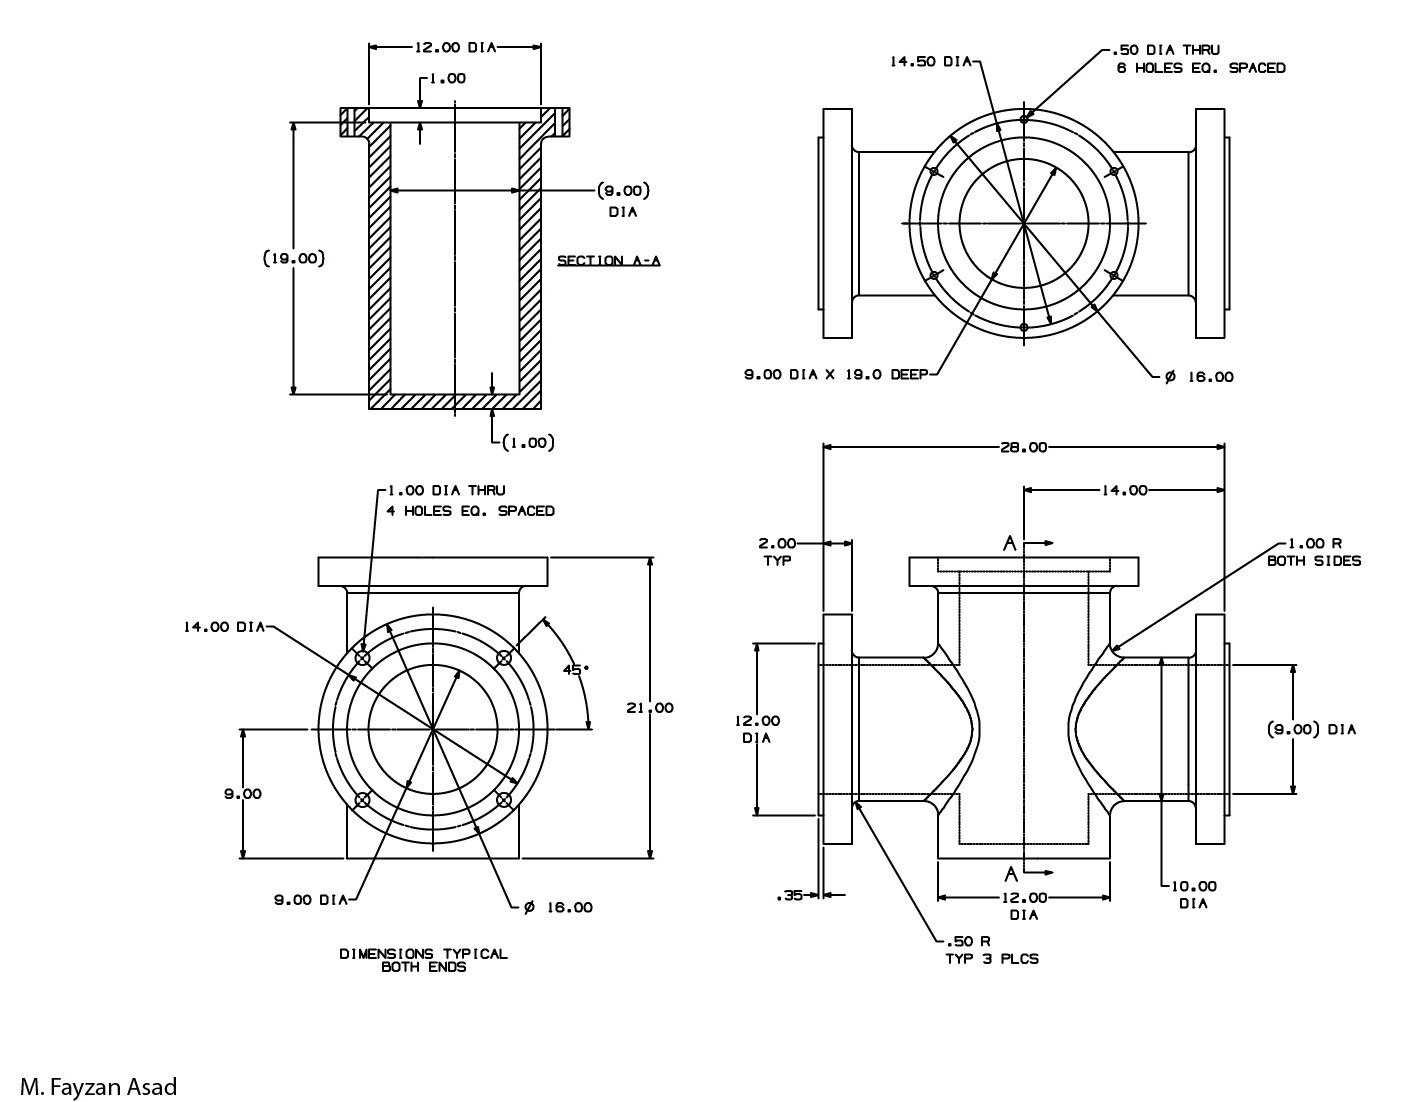 12.00 DIA
1.00
(9.00)
DIA
(19.00)
SECTION A-A
(1.00)
14.50 DIA
.50 DIA THRU
6 HOLES EQ. SPACED
9.00 DIA X 19.0 DEEP
Ø 16.00
1.00 DIA THRU
4 HOLES EQ. SPACED
14.00 DIA
45°
21.00
9.00
9.00 DIA
Ø 16.00
DIMENSIONS TYPICAL
BOTH ENDS
28.00
14.00
2.00
TYP
A
1.00 R
BOTH SIDES
12.00
DIA
(9.00) DIA
.35
A
12.00
DIA
10.00
DIA
.50 R
TYP 3 PLCS
M. Fayzan Asad